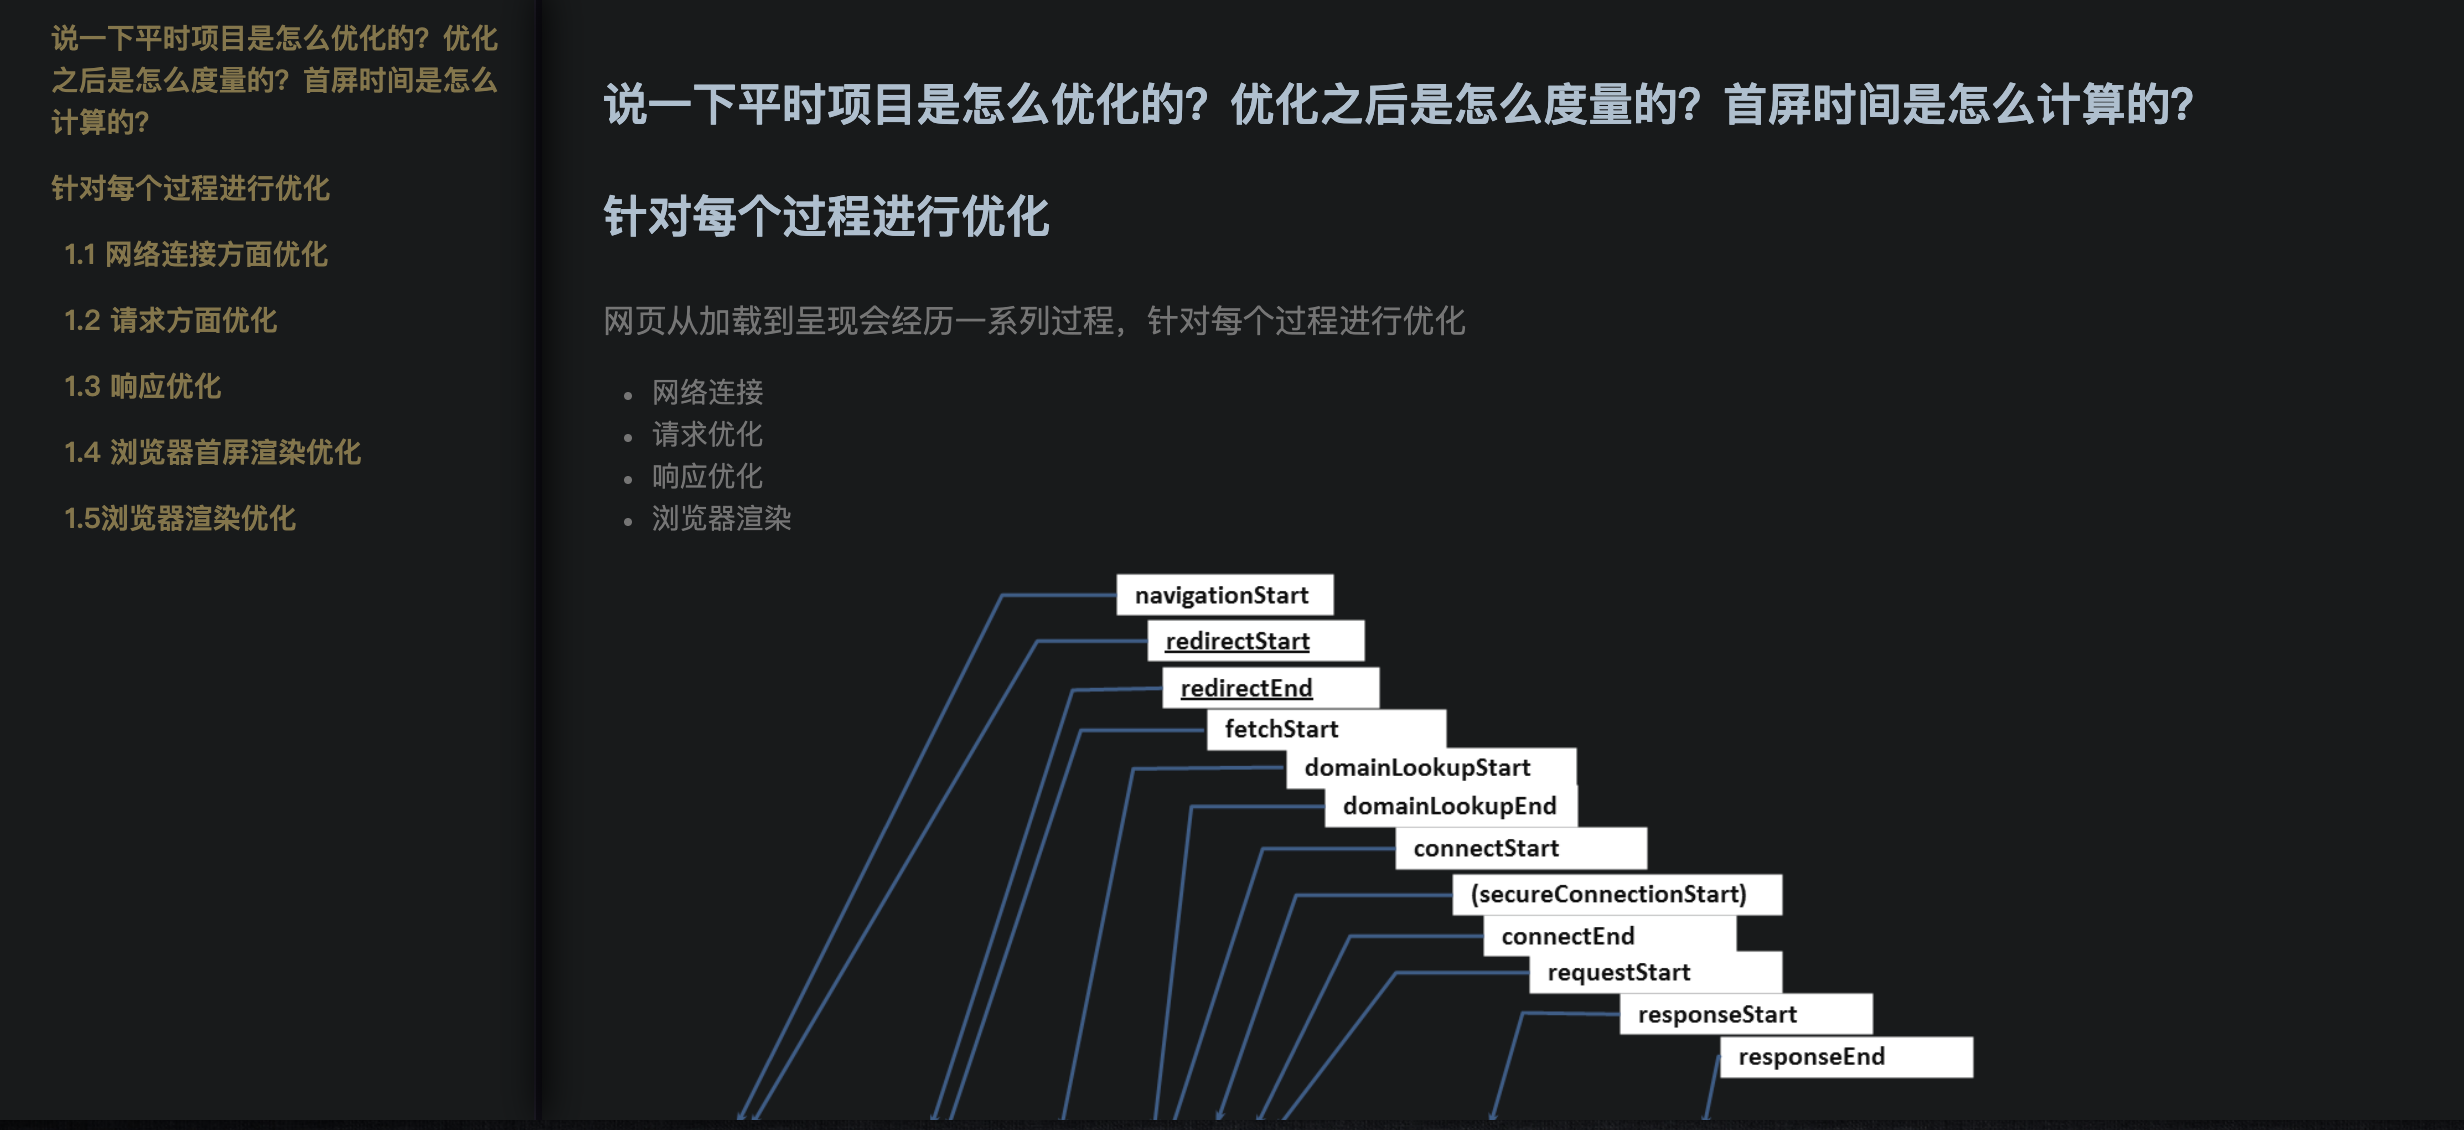 说一下平时项目是怎么优化的？优化
之后是怎么度量的？首屏时间是怎么
计算的？
针对每个过程进行优化
1.1 网络连接方面优化
1.2 请求方面优化
1.3 响应优化
1.4 浏览器首屏渲染优化
1.5浏览器渲染优化
说一下平时项目是怎么优化的？优化之后是怎么度量的？首屏时间是怎么计算的？
针对每个过程进行优化
网页从加载到呈现会经历一系列过程，针对每个过程进行优化
• 网络连接
• 请求优化
• 响应优化
• 浏览器渲染
navigationStart
redirectStart
redirectEnd
fetchStart
domainLookupStart
domainLookupEnd
connectStart
(secureConnectionStart)
connectEnd
requestStart
responseStart
responseEnd